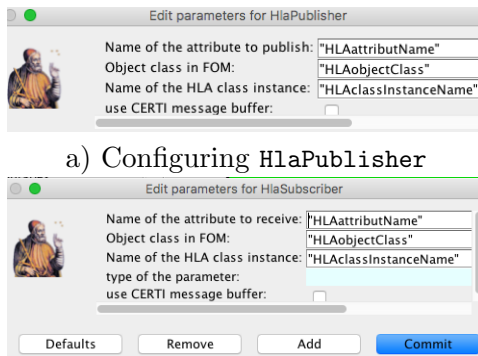 Edit parameters for HlaPublisher
Name of the attribute to publish: "HLAattributName"
Object class in FOM: "HLAobjectClass"
Name of the HLA class instance: "HLAclassInstanceName"
use CERTI message buffer:
a) Configuring HlaPublisher
Edit parameters for HlaSubscriber
Name of the attribute to receive: "HLAattributName"
Object class in FOM: "HLAobjectClass"
Name of the HLA class instance: "HLAclassInstanceName"
type of the parameter:
use CERTI message buffer:
Defaults Remove Add Commit